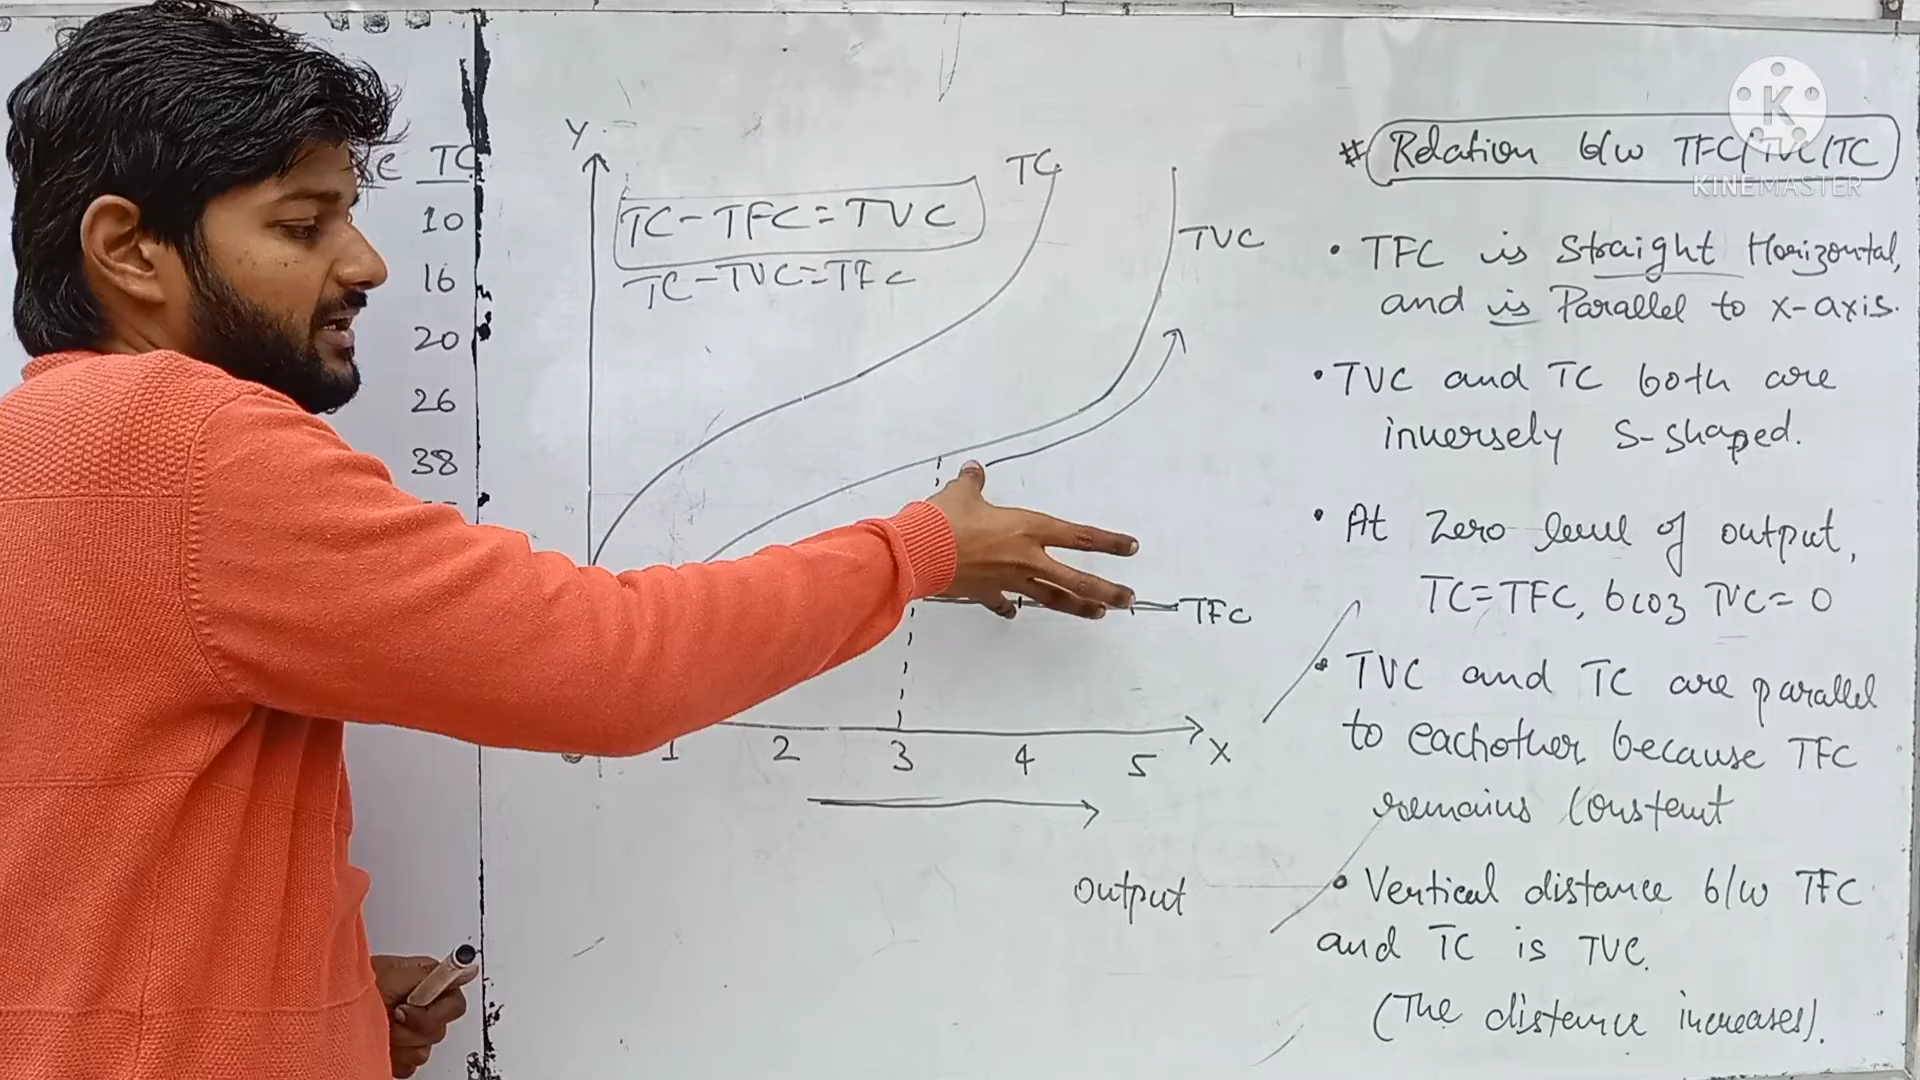 C TC
10
16
20
26
38
Y
TC - TFC = TVC
TC - TVC = TFC
TC
TVC
TFC
1 2 3 4 5 X
output
# Relation b/w TFC/TVC/TC
• TFC is Straight Horizontal,
and is Parallel to x-axis.
• TVC and TC both are
inversely S-shaped.
• At Zero level of output,
TC=TFC, bcoz TVC=0
• TVC and TC are parallel
to eachother because TFC
remains Constant
• Vertical distance b/w TFC
and TC is TVC.
(The distance increases).
K
KINEMASTER